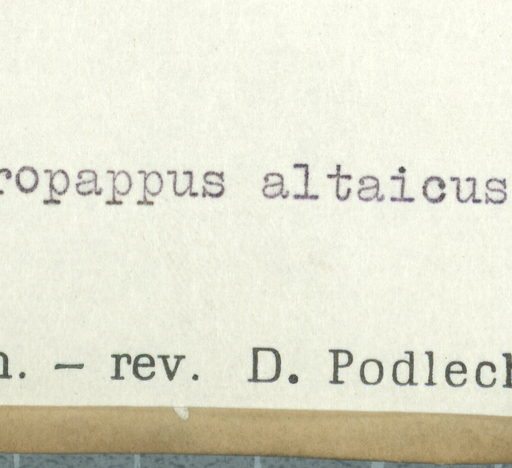 ropappus altaicus
n. – rev. D. Podlech